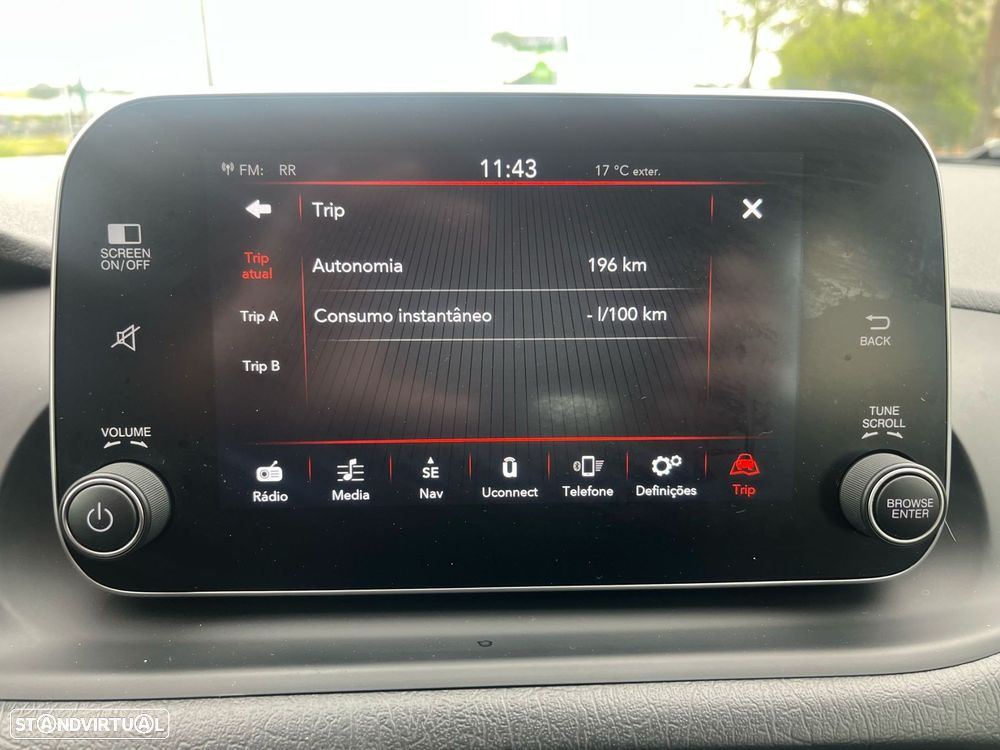 FM: RR 11:43 17 °C exter.
Trip
SCREEN
ON/OFF
Trip
atual
Autonomia 196 km
Trip A
Consumo instantâneo - l/100 km
BACK
Trip B
TUNE
SCROLL
VOLUME
SE
Rádio Media Nav Uconnect Telefone Definições Trip
BROWSE
ENTER
STANDVIRTUAL